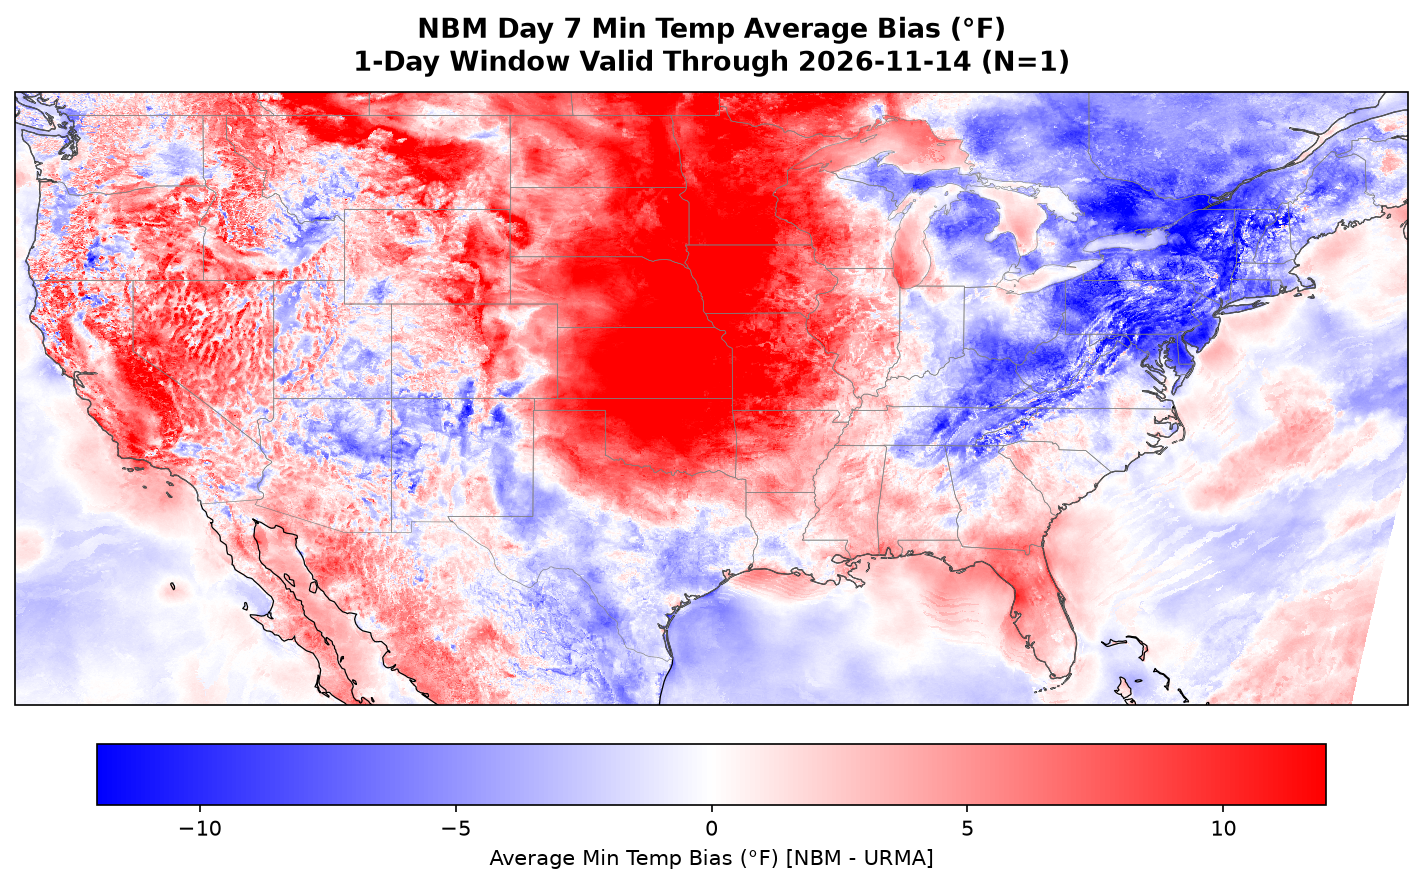 NBM Day 7 Min Temp Average Bias (°F)
1-Day Window Valid Through 2026-11-14 (N=1)
−10 −5 0 5 10
Average Min Temp Bias (°F) [NBM - URMA]